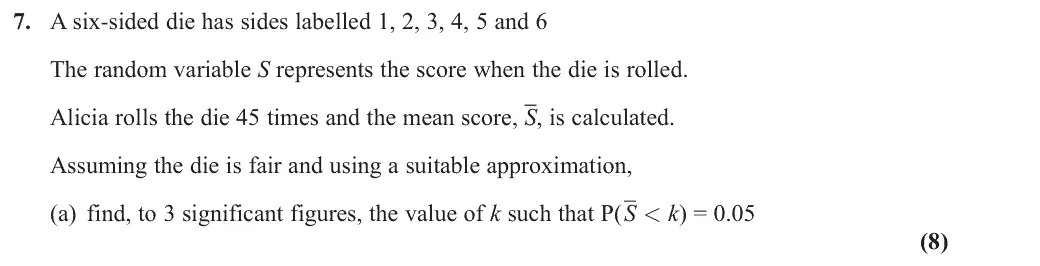 7. A six-sided die has sides labelled 1, 2, 3, 4, 5 and 6
The random variable S represents the score when the die is rolled.
Alicia rolls the die 45 times and the mean score, S̅, is calculated.
Assuming the die is fair and using a suitable approximation,
(a) find, to 3 significant figures, the value of k such that P(S̅ < k) = 0.05
(8)